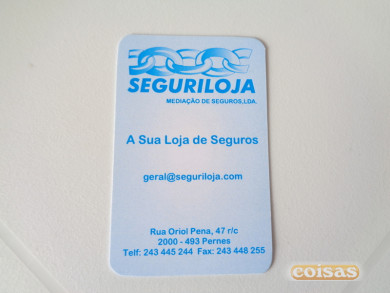 SEGURILOJA
MEDIAÇÃO DE SEGUROS,LDA.
A Sua Loja de Seguros
geral@seguriloja.com
Rua Oriol Pena, 47 r/c
2000 - 493 Pernes
Telf: 243 445 244 Fax: 243 448 255
coisas